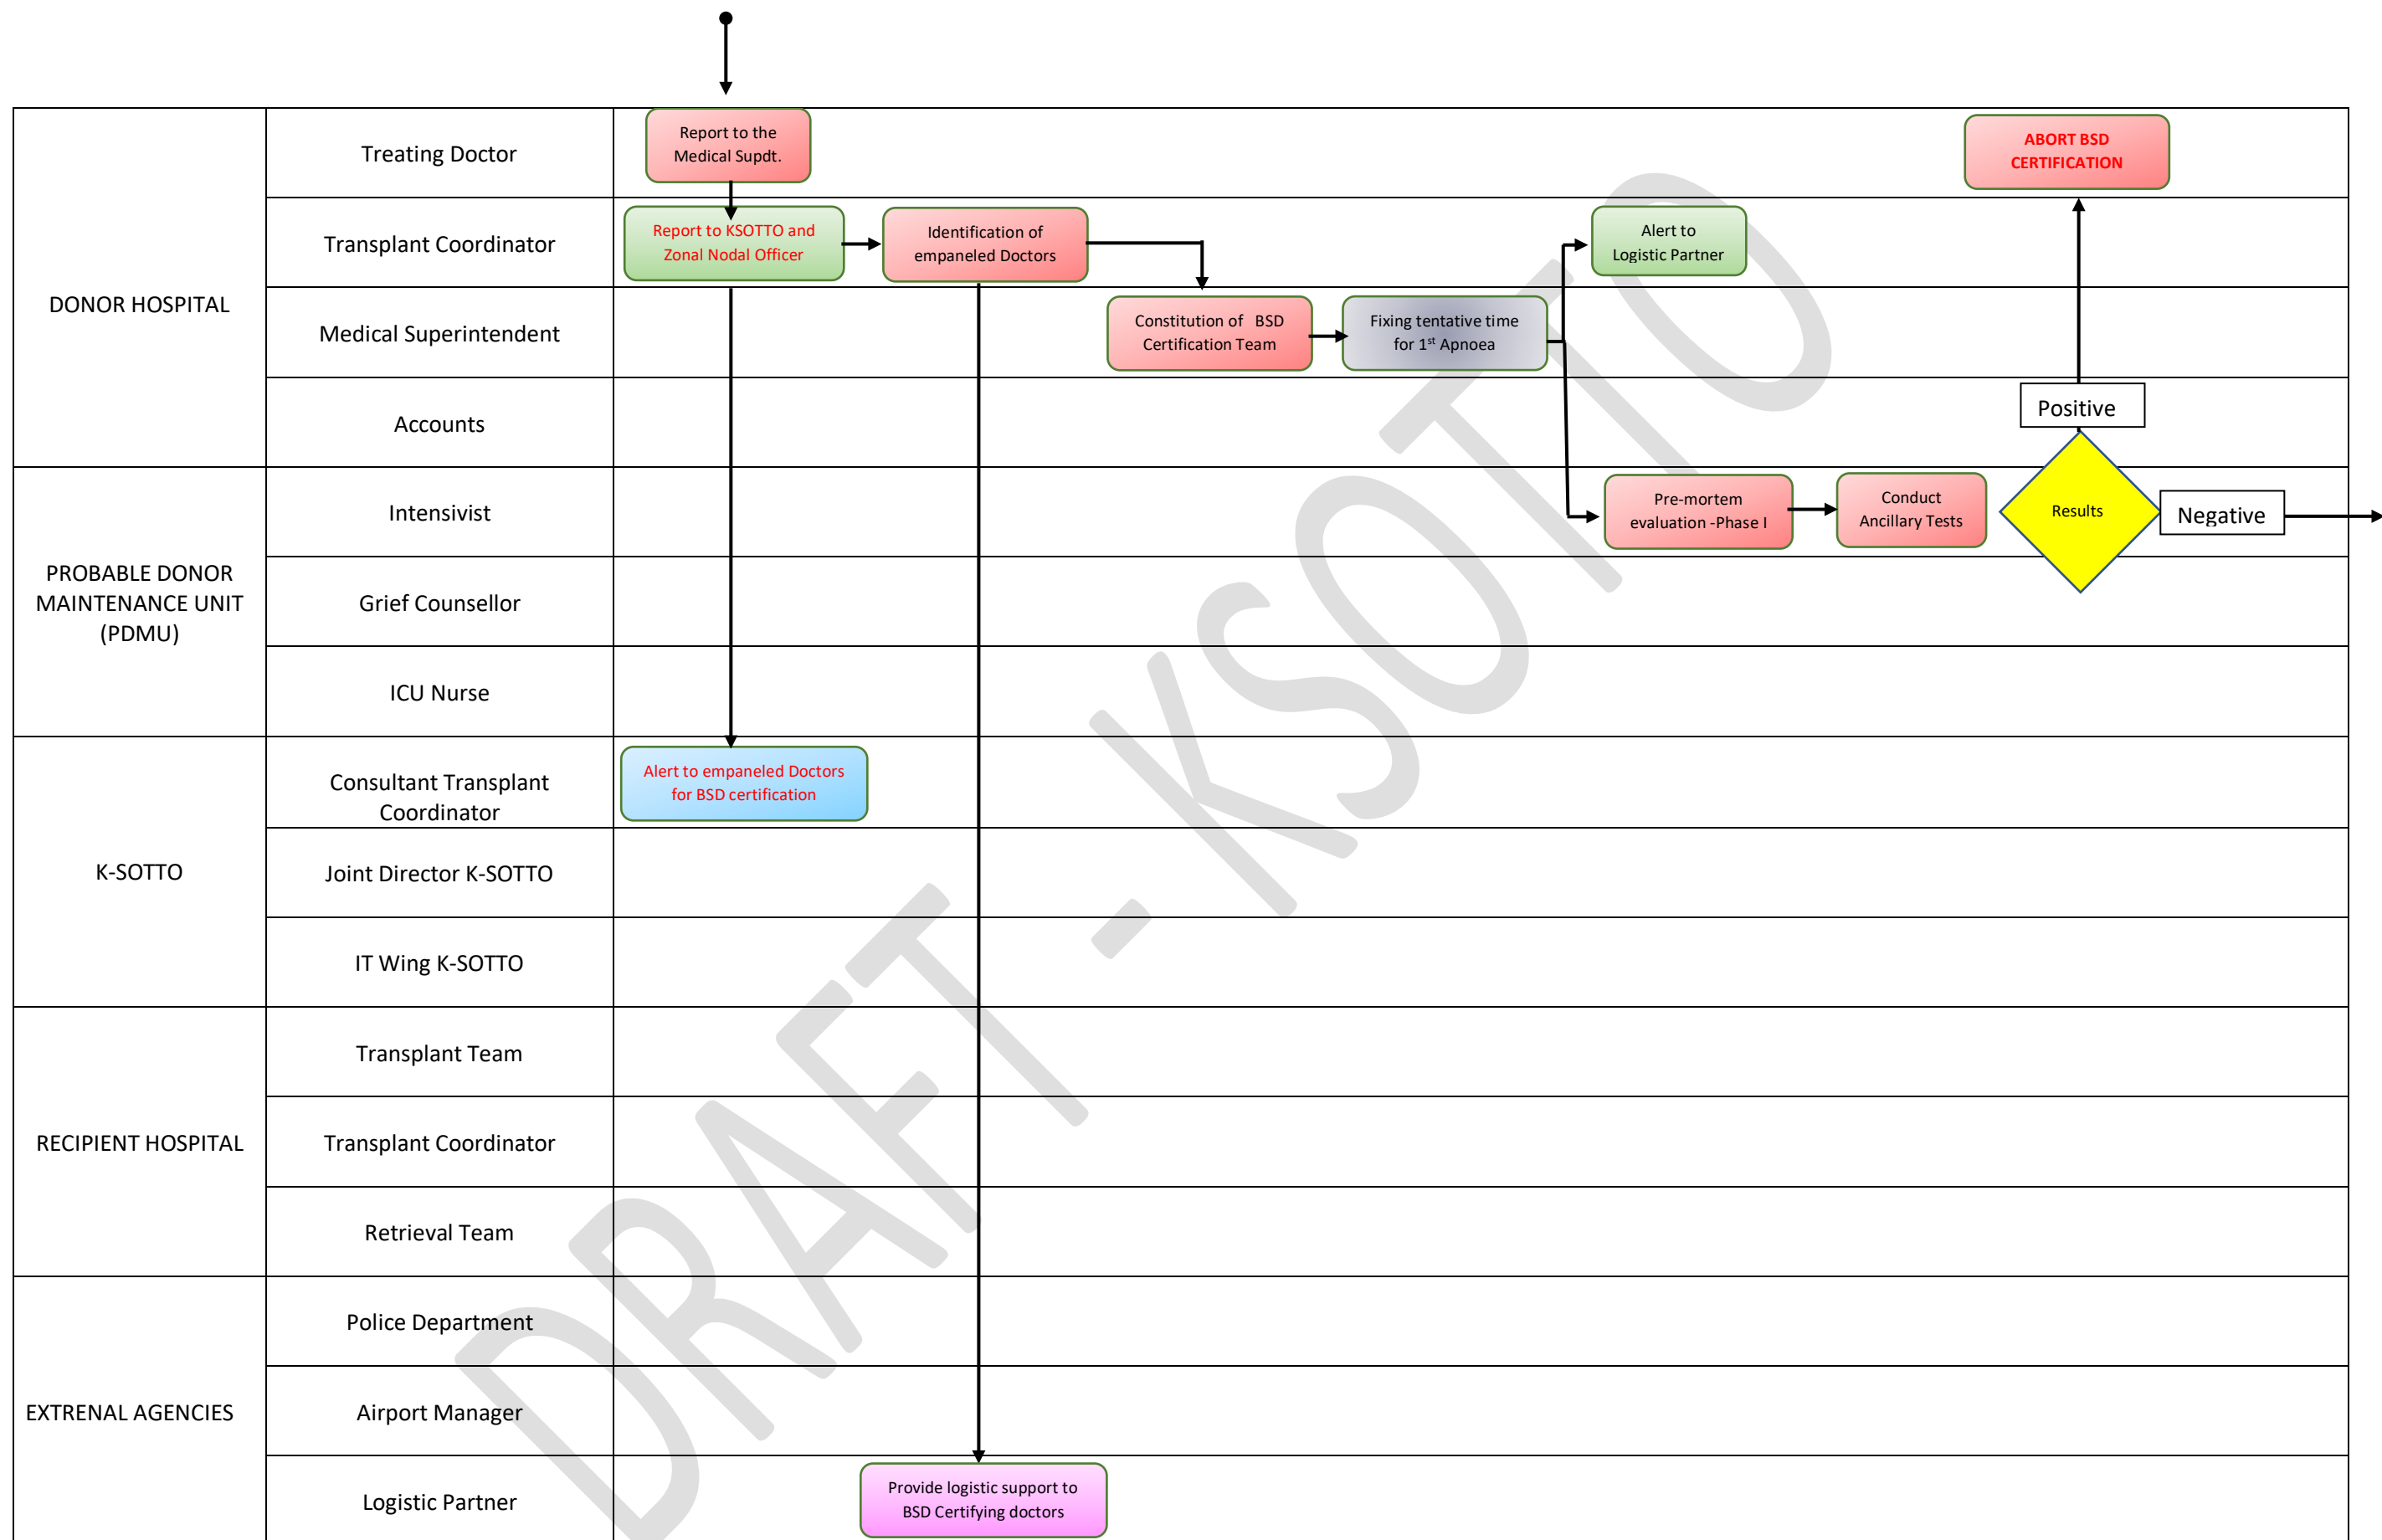 DONOR HOSPITAL
Treating Doctor
Report to the
Medical Supdt.
ABORT BSD
CERTIFICATION
Transplant Coordinator
Report to KSOTTO and
Zonal Nodal Officer
Identification of
empaneled Doctors
Alert to
Logistic Partner
Medical Superintendent
Constitution of BSD
Certification Team
Fixing tentative time
for 1st Apnoea
Accounts
Positive
PROBABLE DONOR
MAINTENANCE UNIT
(PDMU)
Intensivist
Pre-mortem
evaluation -Phase I
Conduct
Ancillary Tests
Results
Negative
Grief Counsellor
ICU Nurse
K-SOTTO
Consultant Transplant
Coordinator
Alert to empaneled Doctors
for BSD certification
Joint Director K-SOTTO
IT Wing K-SOTTO
RECIPIENT HOSPITAL
Transplant Team
Transplant Coordinator
Retrieval Team
EXTRENAL AGENCIES
Police Department
Airport Manager
Logistic Partner
Provide logistic support to
BSD Certifying doctors
DRAFT - KSOTTO